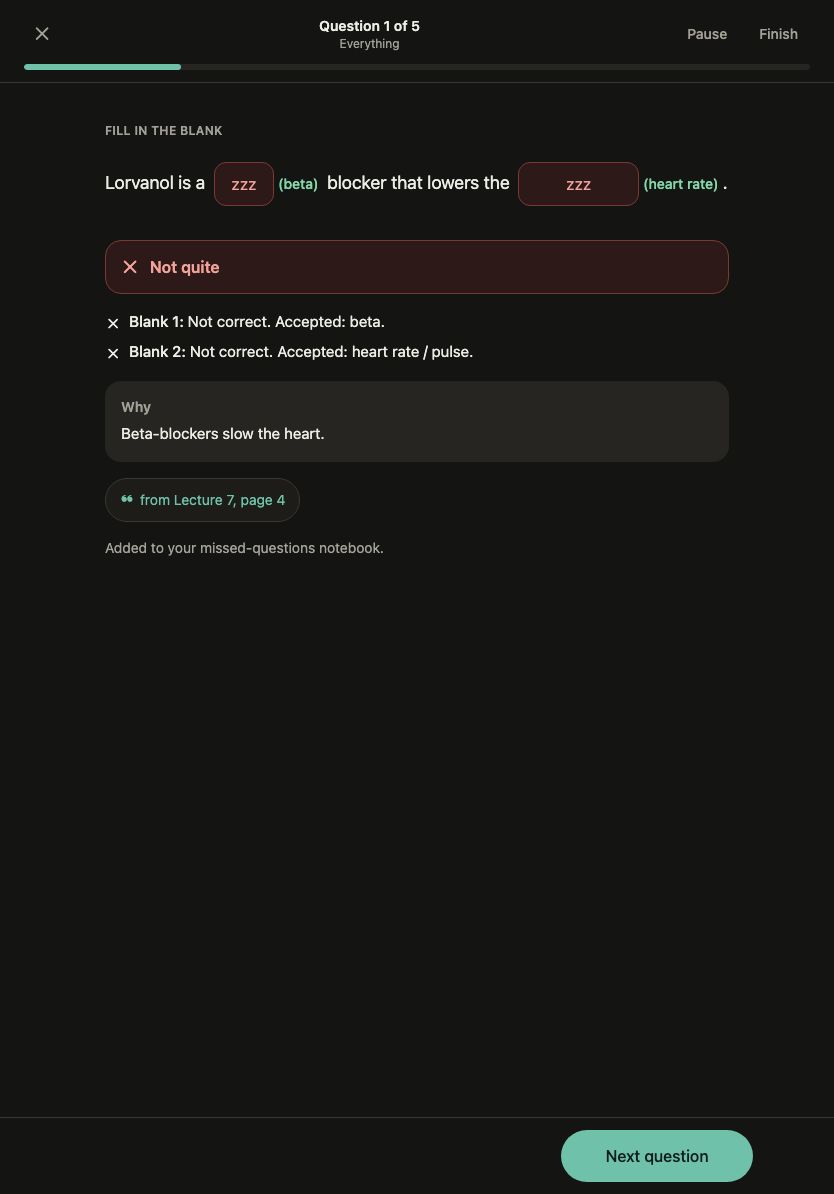 Question 1 of 5
Everything
Pause
Finish
FILL IN THE BLANK
Lorvanol is a zzz (beta) blocker that lowers the zzz (heart rate) .
Not quite
Blank 1: Not correct. Accepted: beta.
Blank 2: Not correct. Accepted: heart rate / pulse.
Why
Beta-blockers slow the heart.
❝ from Lecture 7, page 4
Added to your missed-questions notebook.
Next question